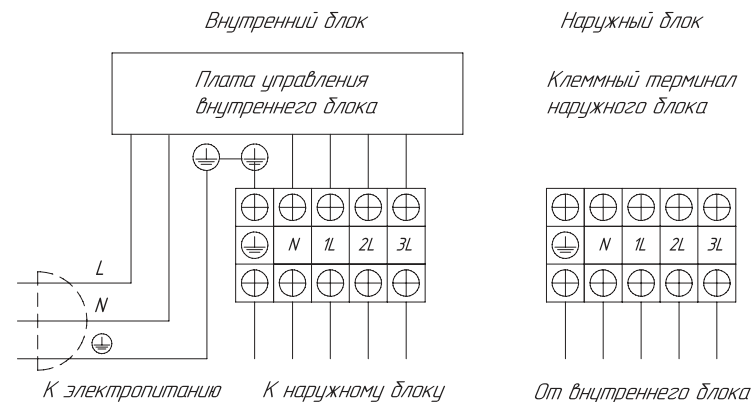 Внутренний блок
Наружный блок
Плата управления
внутреннего блока
Клеммный терминал
наружного блока
N 1L 2L 3L
N 1L 2L 3L
L
N
К электропитанию
К наружному блоку
От внутреннего блока